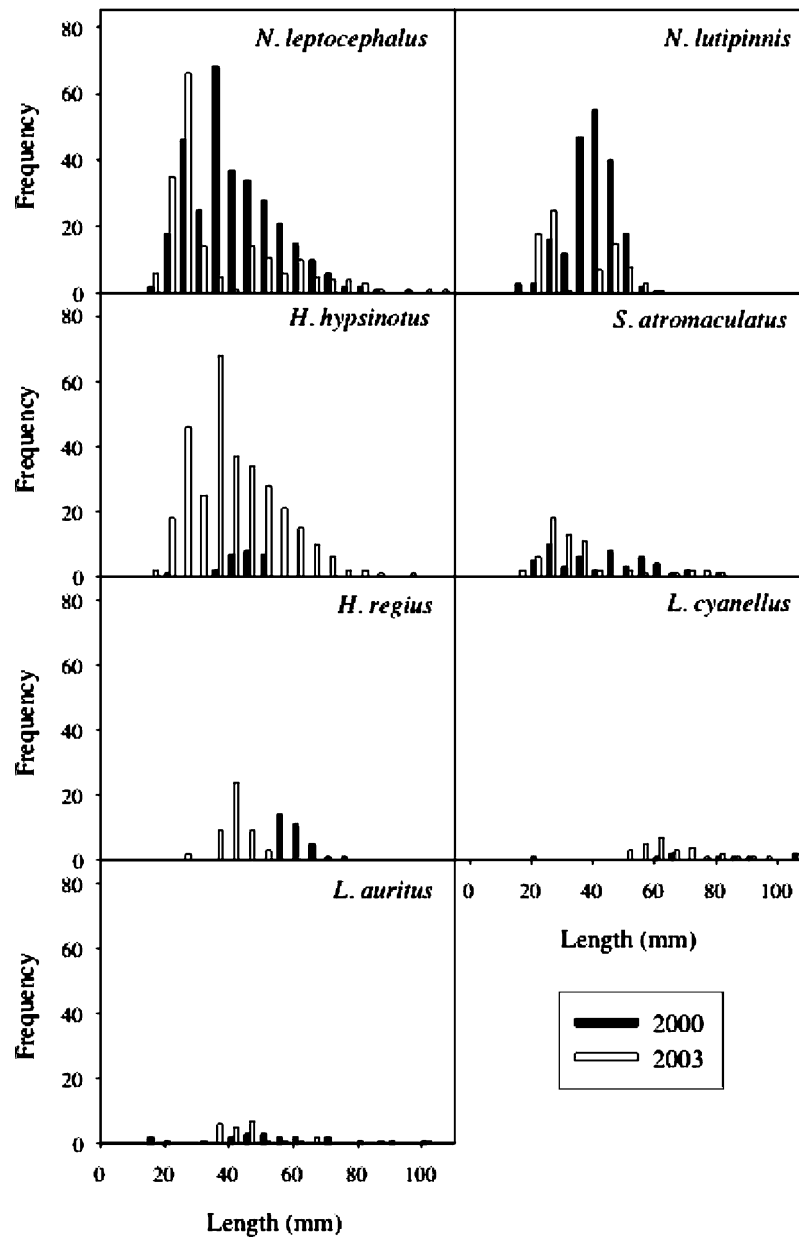 80
60
40
20
0
Frequency
N. leptocephalus
N. lutipinnis
80
60
40
20
0
Frequency
H. hypsinotus
S. atromaculatus
80
60
40
20
0
Frequency
H. regius
L. cyanellus
0 20 40 60 80 100
Length (mm)
80
60
40
20
0
Frequency
L. auritus
0 20 40 60 80 100
Length (mm)
2000
2003